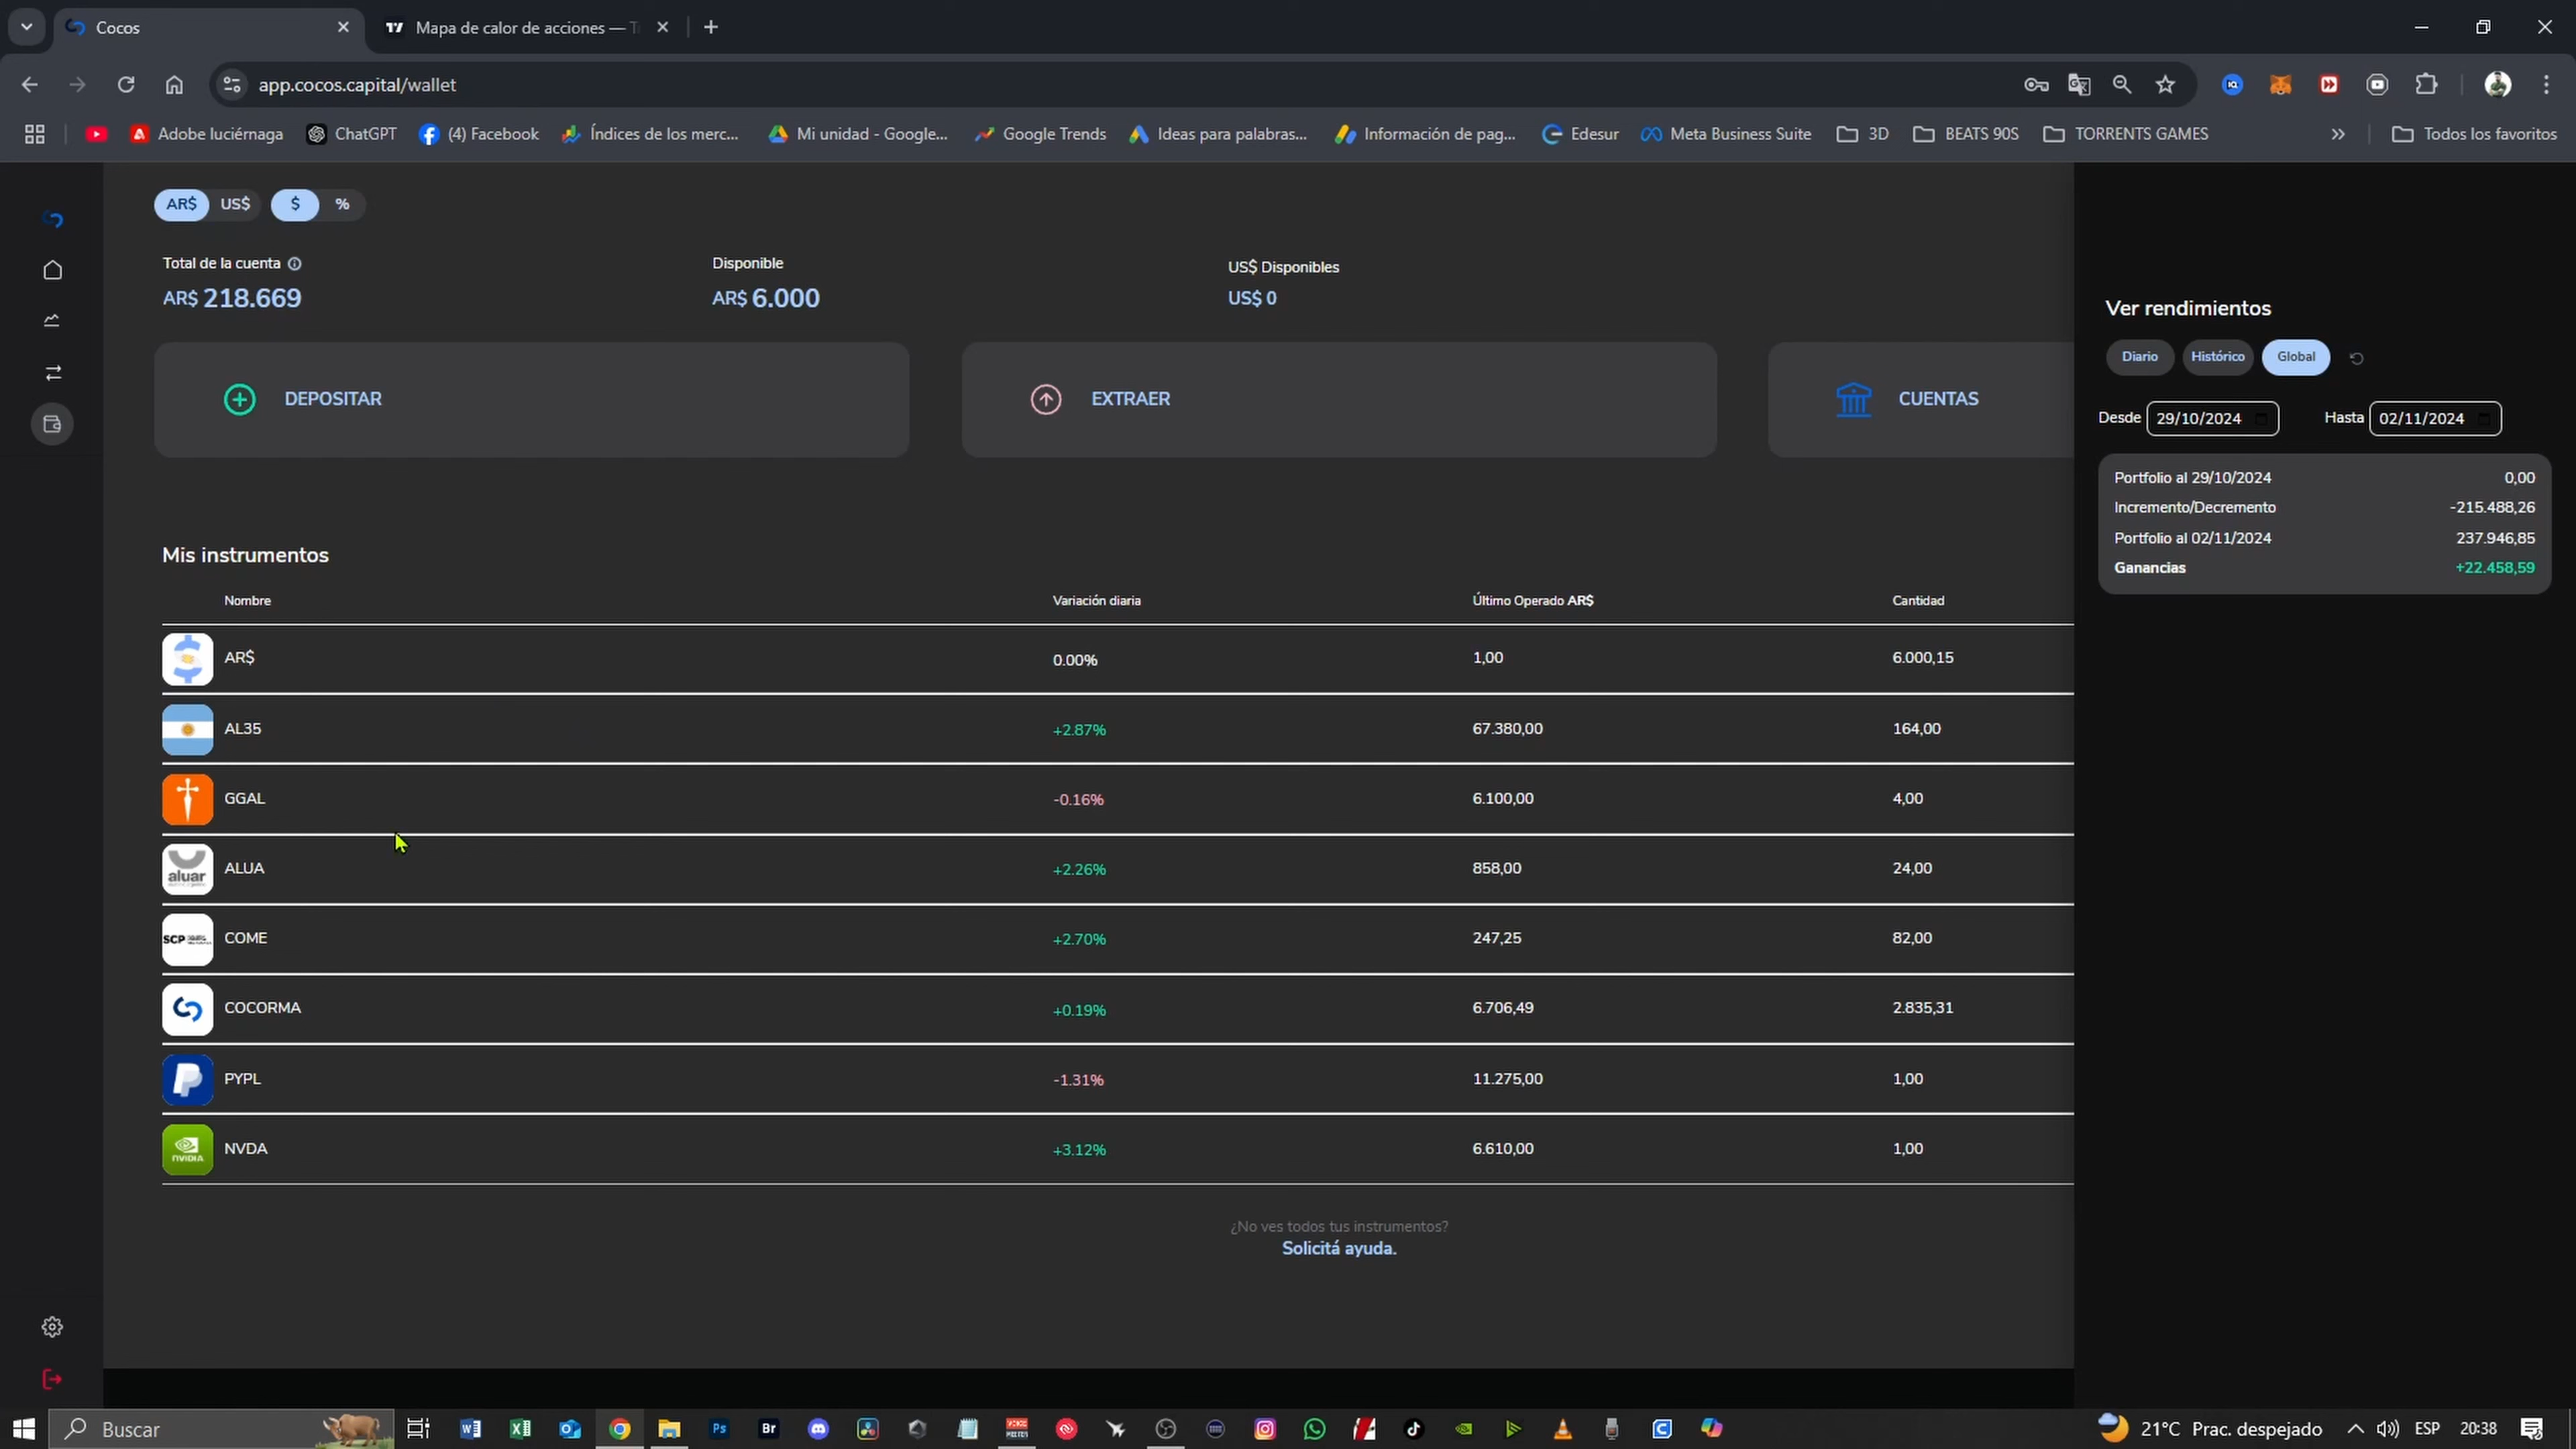 Cocos
Mapa de calor de acciones — T
app.cocos.capital/wallet
Adobe luciérnaga
ChatGPT
(4) Facebook
Índices de los merc...
Mi unidad - Google...
Google Trends
Ideas para palabras...
Información de pag...
Edesur
Meta Business Suite
3D
BEATS 90S
TORRENTS GAMES
Todos los favoritos
AR$ US$ $ %
Total de la cuenta
AR$ 218.669
Disponible
AR$ 6.000
US$ Disponibles
US$ 0
DEPOSITAR
EXTRAER
CUENTAS
Mis instrumentos
Nombre Variación diaria Último Operado AR$ Cantidad
AR$ 0.00% 1,00 6.000,15
AL35 +2.87% 67.380,00 164,00
GGAL -0.16% 6.100,00 4,00
aluar
ALUA +2.26% 858,00 24,00
SCP
COME +2.70% 247,25 82,00
COCORMA +0.19% 6.706,49 2.835,31
PYPL -1.31% 11.275,00 1,00
NVIDIA
NVDA +3.12% 6.610,00 1,00
¿No ves todos tus instrumentos?
Solicitá ayuda.
Ver rendimientos
Diario Histórico Global
Desde 29/10/2024 Hasta 02/11/2024
Portfolio al 29/10/2024 0,00
Incremento/Decremento -215.488,26
Portfolio al 02/11/2024 237.946,85
Ganancias +22.458,59
Buscar
Ps
Br
21°C Prac. despejado
ESP
20:38